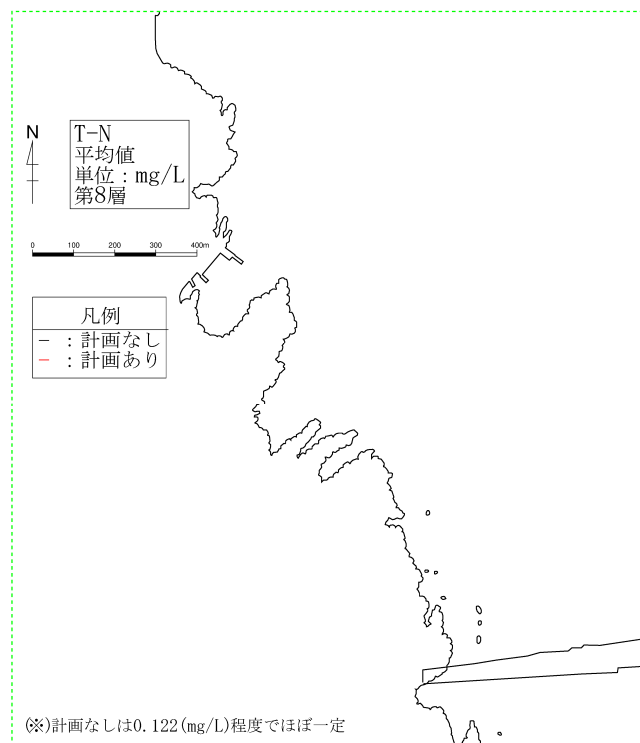 T-N
平均値
単位：mg/L
第8層
N
0 100 200 300 400m
凡例
－ ：計画なし
－ ：計画あり
(※)計画なしは0.122(mg/L)程度でほぼ一定